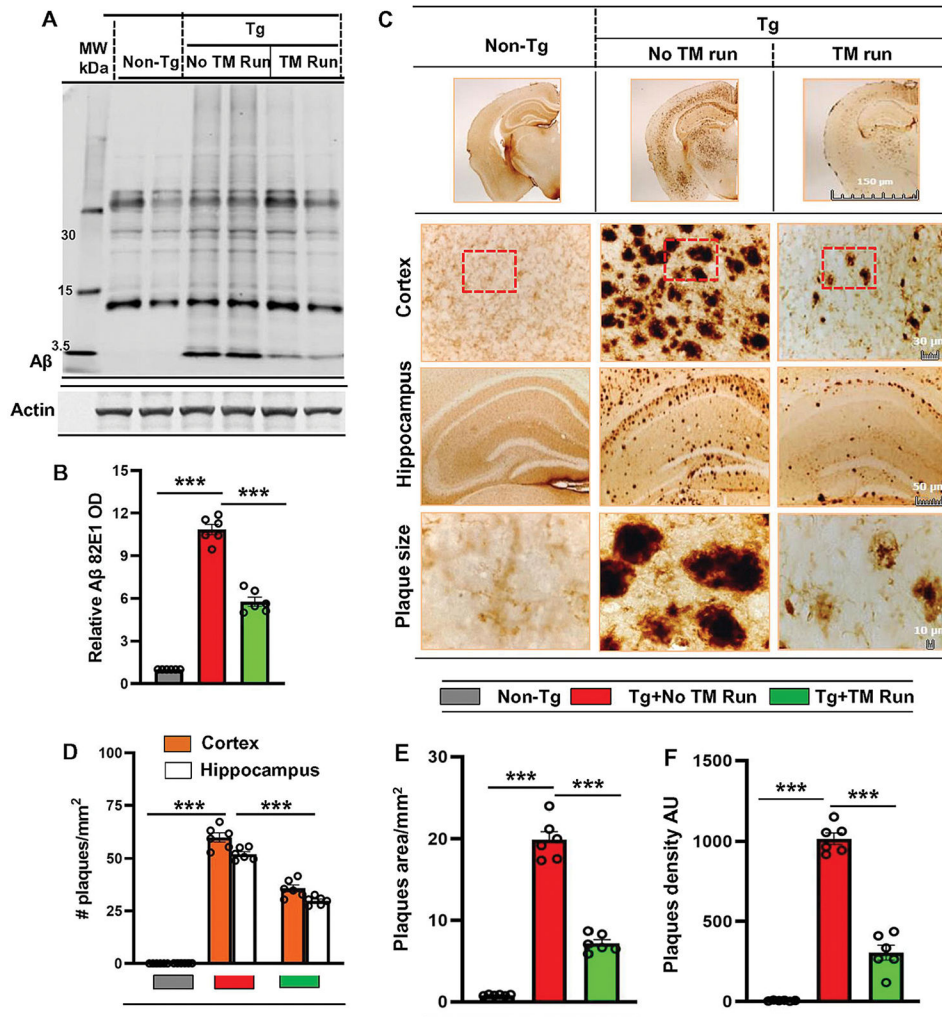 A
Tg
MW
kDa
Non-Tg
No TM Run
TM Run
30
15
3.5
Aβ
Actin
B
Relative Aβ 82E1 OD
15
12
9
6
3
0
***
***
C
Non-Tg
Tg
No TM run
TM run
150 µm
Cortex
30 µm
Hippocampus
50 µm
Plaque size
10 µm
Non-Tg
Tg+No TM Run
Tg+TM Run
D
Cortex
Hippocampus
# plaques/mm²
100
75
50
25
0
***
***
E
Plaques area/mm²
30
20
10
0
***
***
F
Plaques density AU
1500
1000
500
0
***
***